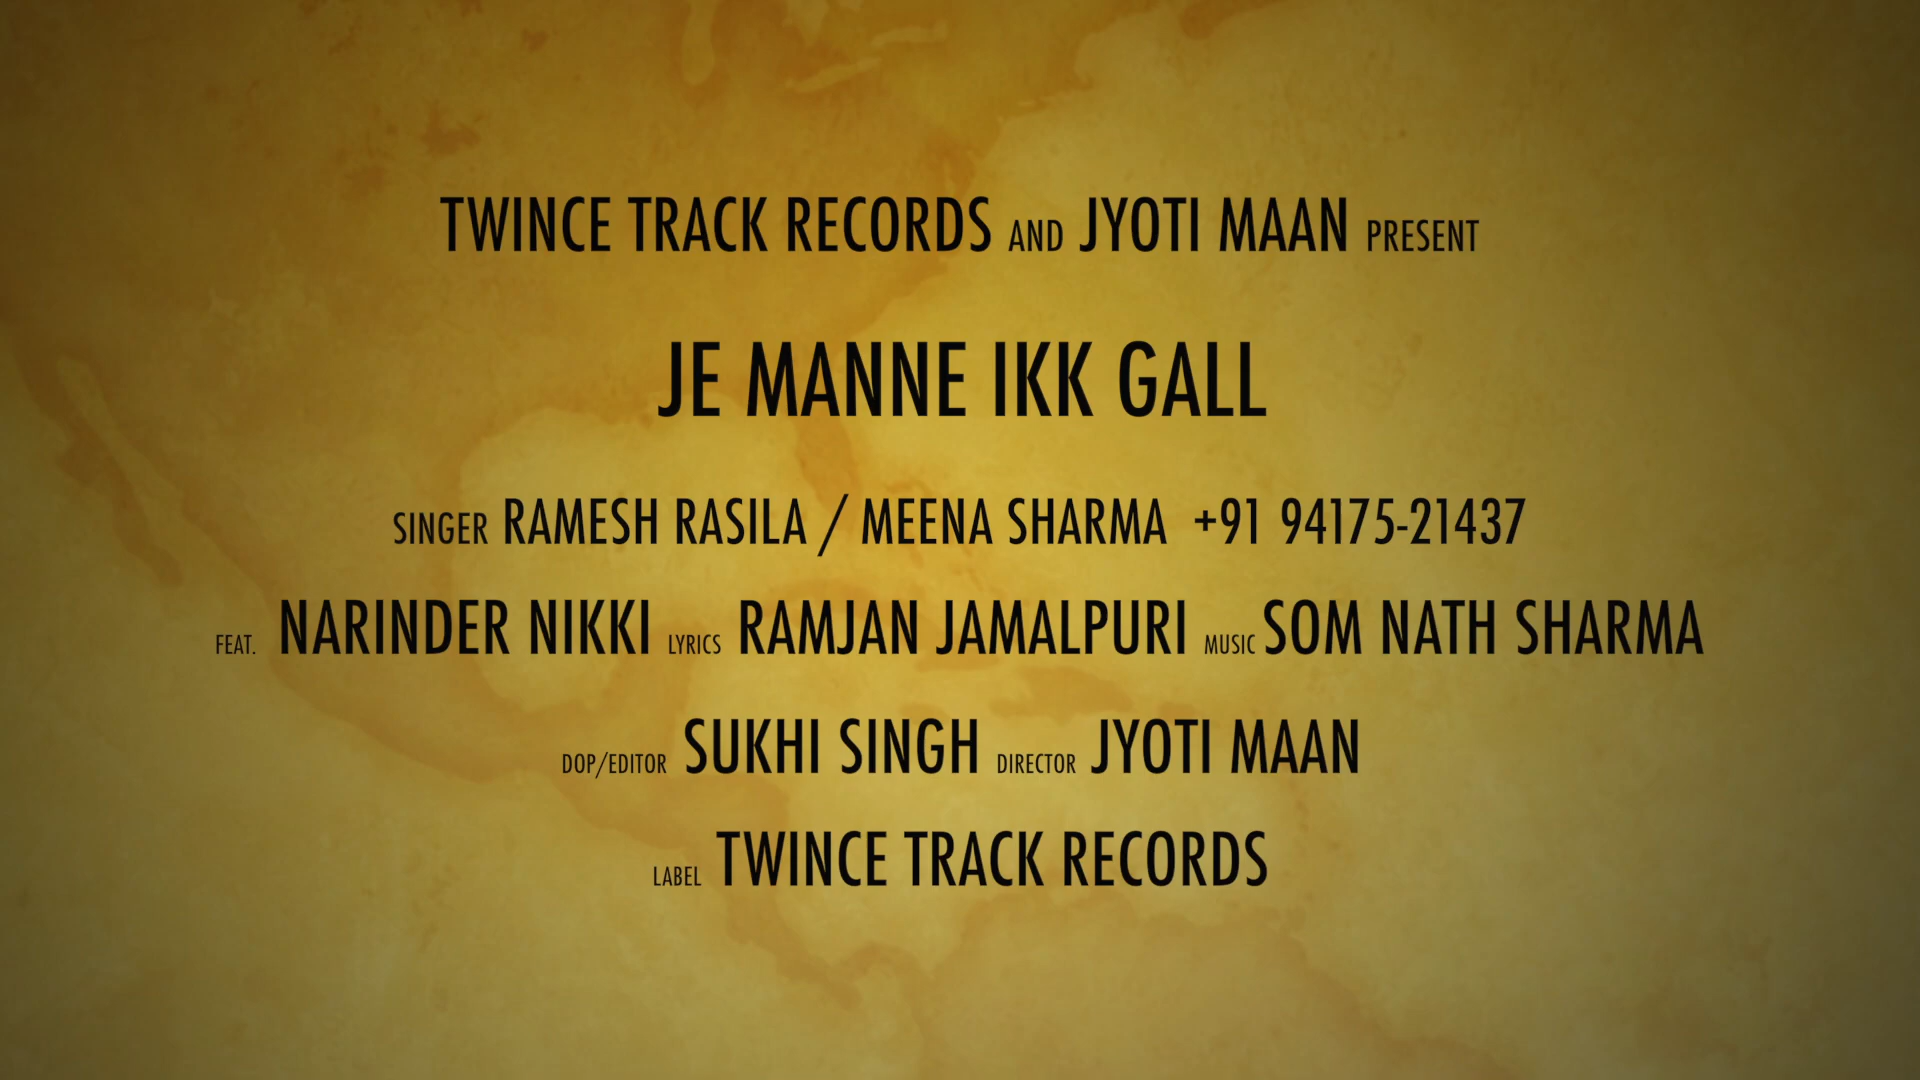 TWINCE TRACK RECORDS AND JYOTI MAAN PRESENT
JE MANNE IKK GALL
SINGER RAMESH RASILA / MEENA SHARMA +91 94175-21437
FEAT. NARINDER NIKKI LYRICS RAMJAN JAMALPURI MUSIC SOM NATH SHARMA
DOP/EDITOR SUKHI SINGH DIRECTOR JYOTI MAAN
LABEL TWINCE TRACK RECORDS